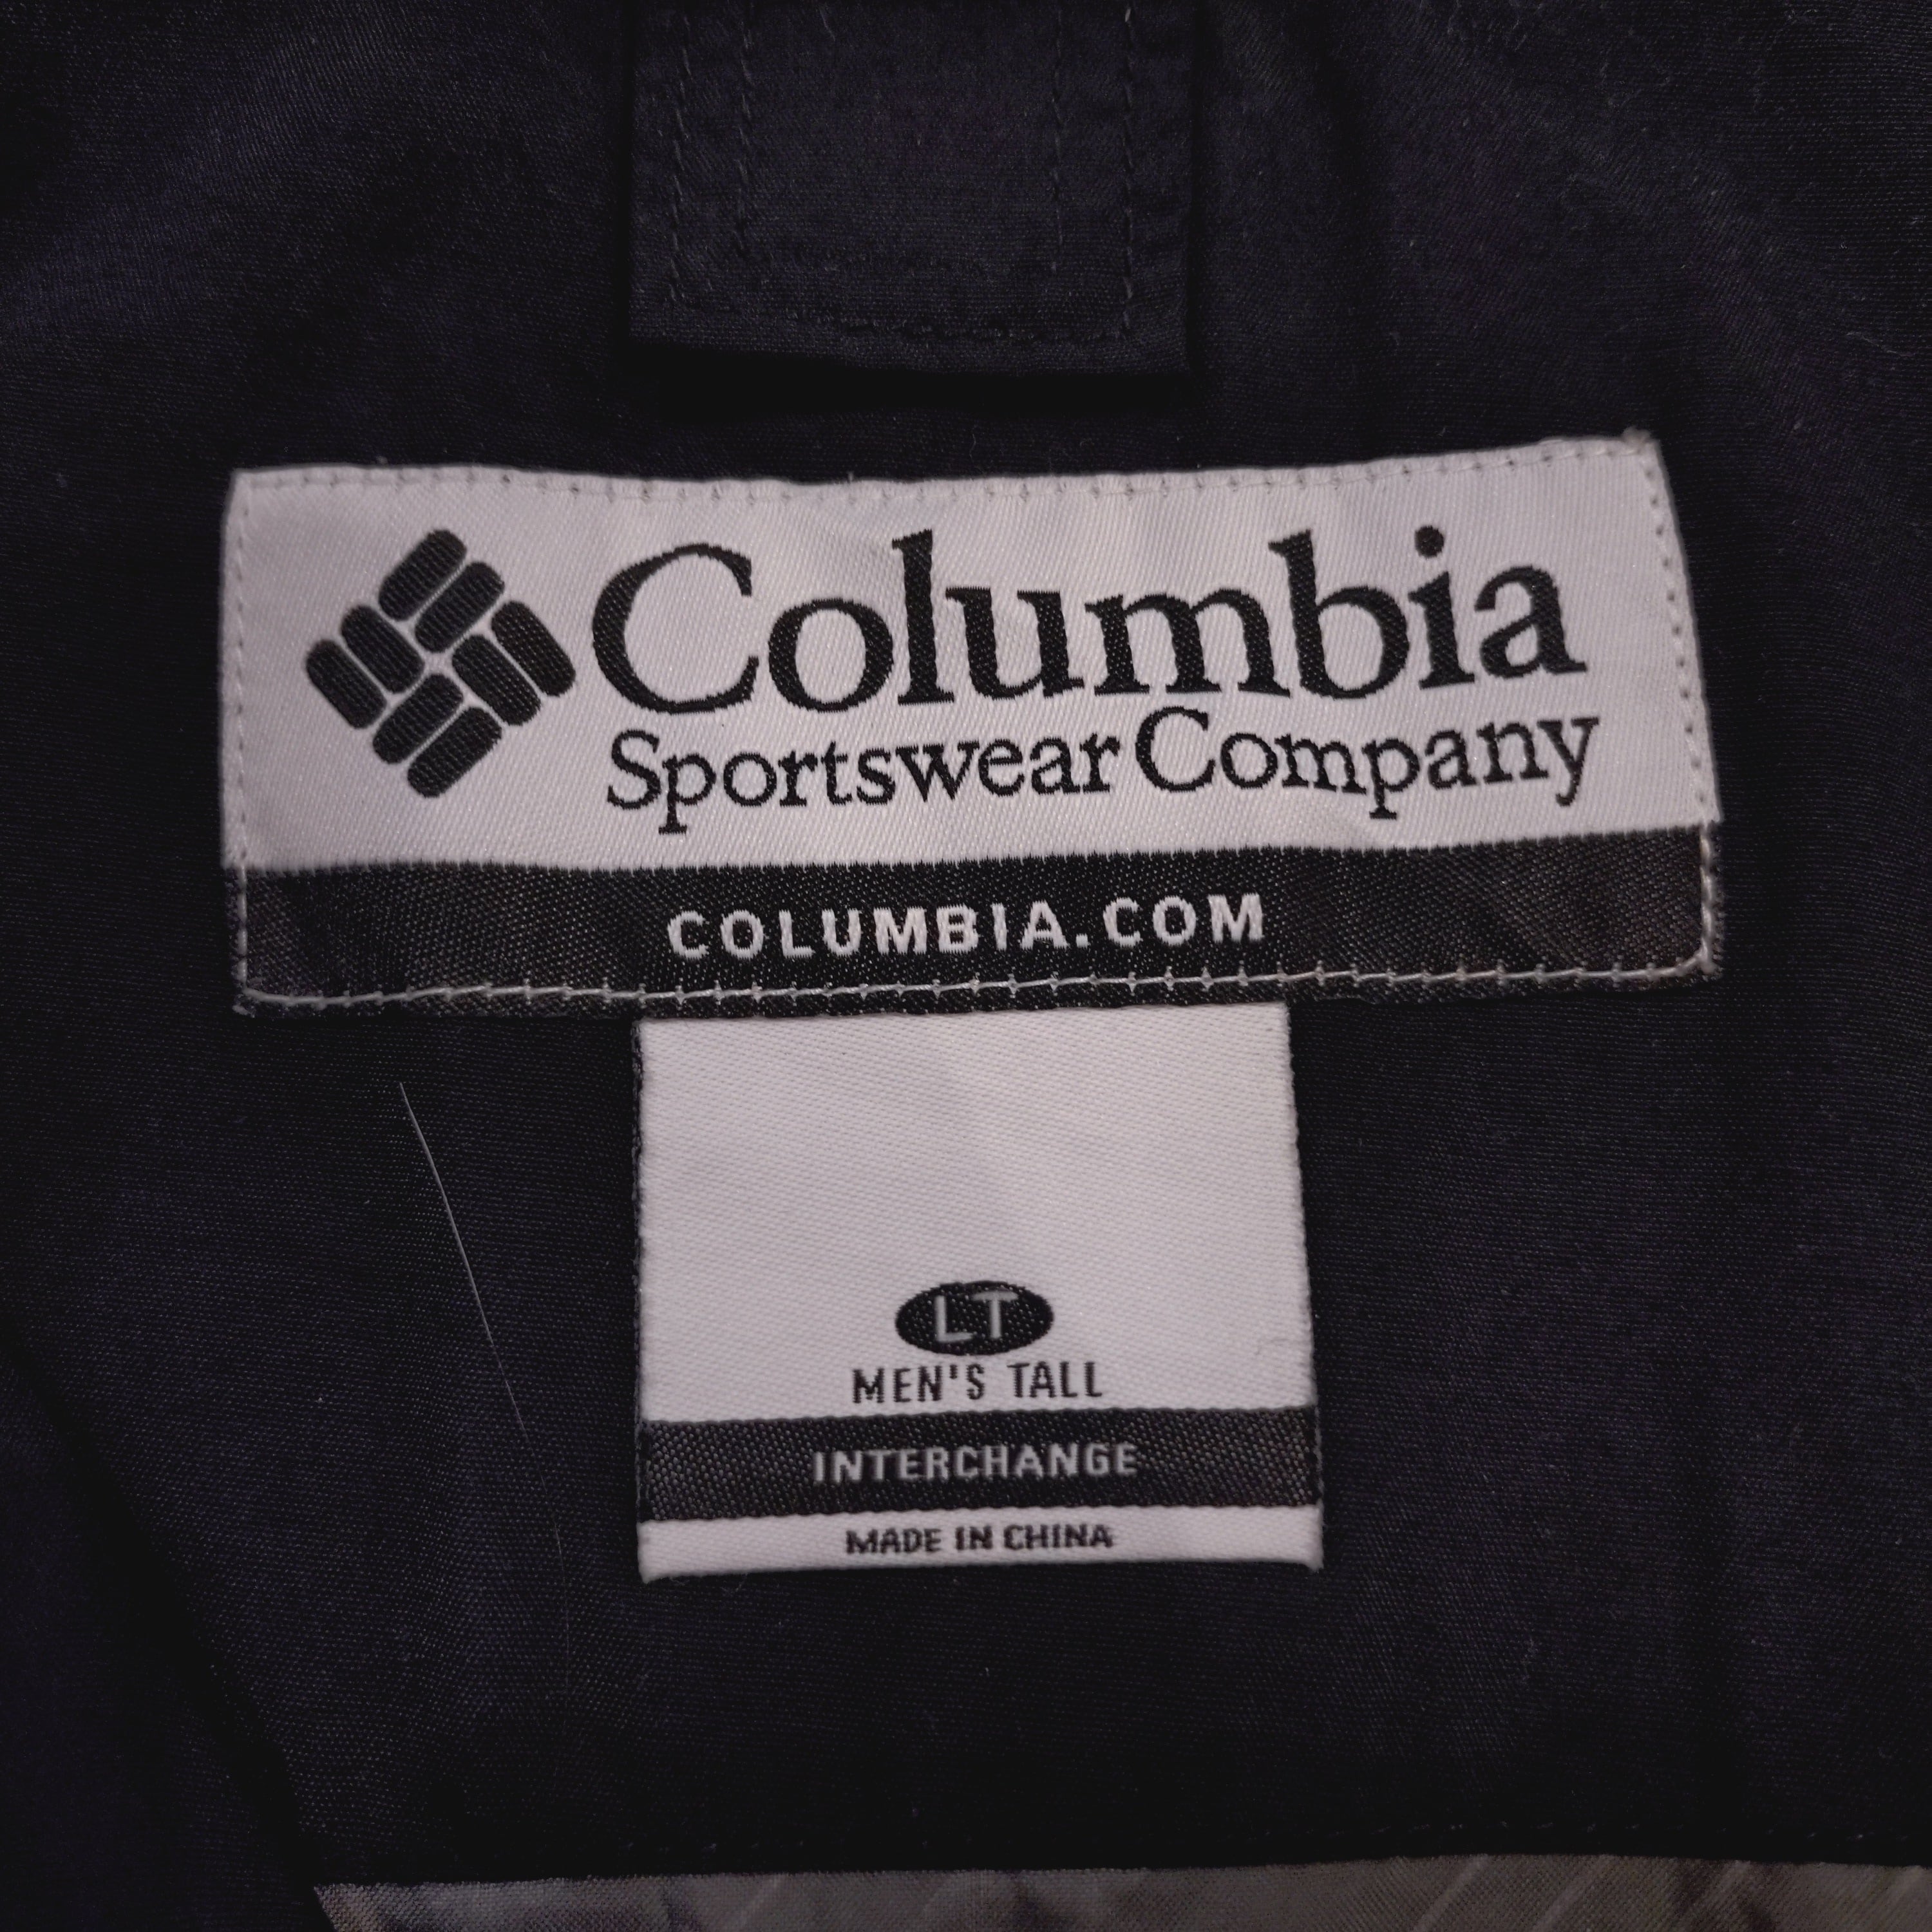 Columbia
Sportswear Company
COLUMBIA.COM
LT
MEN'S TALL
INTERCHANGE
MADE IN CHINA